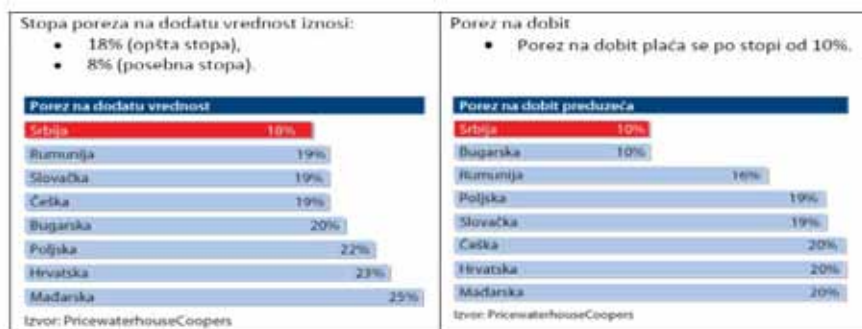 Stopa poreza na dodatu vrednost iznosi:
• 18% (opšta stopa),
• 8% (posebna stopa).
Porez na dodatu vrednost
Srbija 18%
Rumunija 19%
Slovačka 19%
Češka 19%
Bugarska 20%
Poljska 22%
Hrvatska 23%
Mađarska 25%
Izvor: PricewaterhouseCoopers
Porez na dobit
• Porez na dobit plaća se po stopi od 10%.
Porez na dobit preduzeća
Srbija 10%
Bugarska 10%
Rumunija 16%
Poljska 19%
Slovačka 19%
Češka 20%
Hrvatska 20%
Mađarska 20%
Izvor: PricewaterhouseCoopers